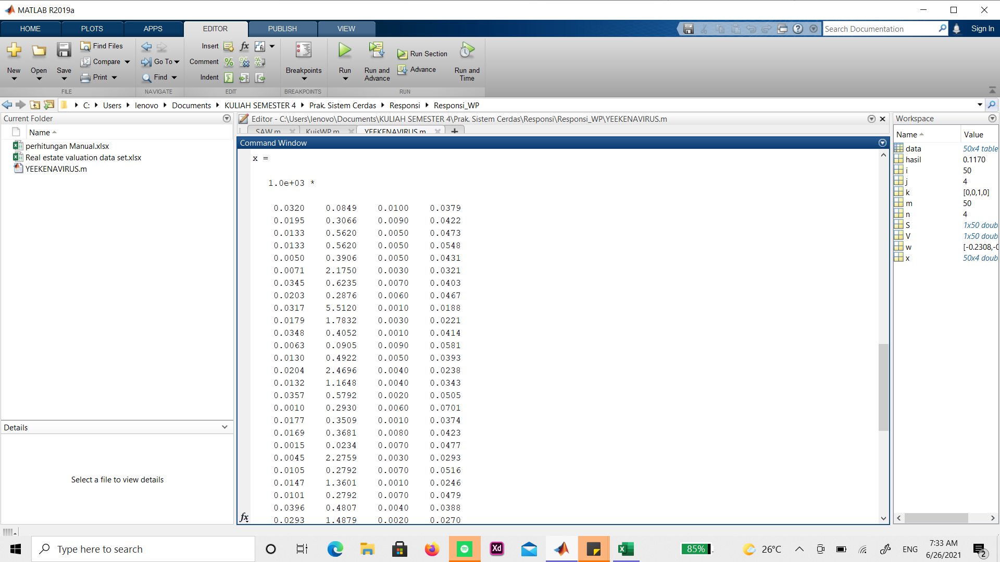 MATLAB R2019a
HOME PLOTS APPS EDITOR PUBLISH VIEW
Search Documentation
Sign In
New
Open
Save
Find Files
Compare
Print
FILE
Go To
Find
NAVIGATE
Insert
Comment
Indent
EDIT
Breakpoints
BREAKPOINTS
Run
Run and Advance
Run Section
Advance
Run and Time
RUN
C: Users lenovo Documents KULIAH SEMESTER 4 Prak. Sistem Cerdas Responsi Responsi_WP
Current Folder
Name
perhitungan Manual.xlsx
Real estate valuation data set.xlsx
YEEKENAVIRUS.m
Details
Select a file to view details
Editor - C:\Users\lenovo\Documents\KULIAH SEMESTER 4\Prak. Sistem Cerdas\Responsi\Responsi_WP\YEEKENAVIRUS.m
SAW.m KuisWP.m YEEKENAVIRUS.m
Command Window
x =
1.0e+03 *
0.0320 0.0849 0.0100 0.0379
0.0195 0.3066 0.0090 0.0422
0.0133 0.5620 0.0050 0.0473
0.0133 0.5620 0.0050 0.0548
0.0050 0.3906 0.0050 0.0431
0.0071 2.1750 0.0030 0.0321
0.0345 0.6235 0.0070 0.0403
0.0203 0.2876 0.0060 0.0467
0.0317 5.5120 0.0010 0.0188
0.0179 1.7832 0.0030 0.0221
0.0348 0.4052 0.0010 0.0414
0.0063 0.0905 0.0090 0.0581
0.0130 0.4922 0.0050 0.0393
0.0204 2.4696 0.0040 0.0238
0.0132 1.1648 0.0040 0.0343
0.0357 0.5792 0.0020 0.0505
0.0010 0.2930 0.0060 0.0701
0.0177 0.3509 0.0010 0.0374
0.0169 0.3681 0.0080 0.0423
0.0015 0.0234 0.0070 0.0477
0.0045 2.2759 0.0030 0.0293
0.0105 0.2792 0.0070 0.0516
0.0147 1.3601 0.0010 0.0246
0.0101 0.2792 0.0070 0.0479
0.0396 0.4807 0.0040 0.0388
0.0293 1.4879 0.0020 0.0270
fx
Workspace
Name Value
data 50x4 table
hasil 0.1170
i 50
j 4
k [0,0,1,0]
m 50
n 4
S 1x50 doub
V 1x50 doub
w [-0.2308,-0
x 50x4 doub
Type here to search
Xd
85%
26°C
ENG
7:33 AM
6/26/2021
2